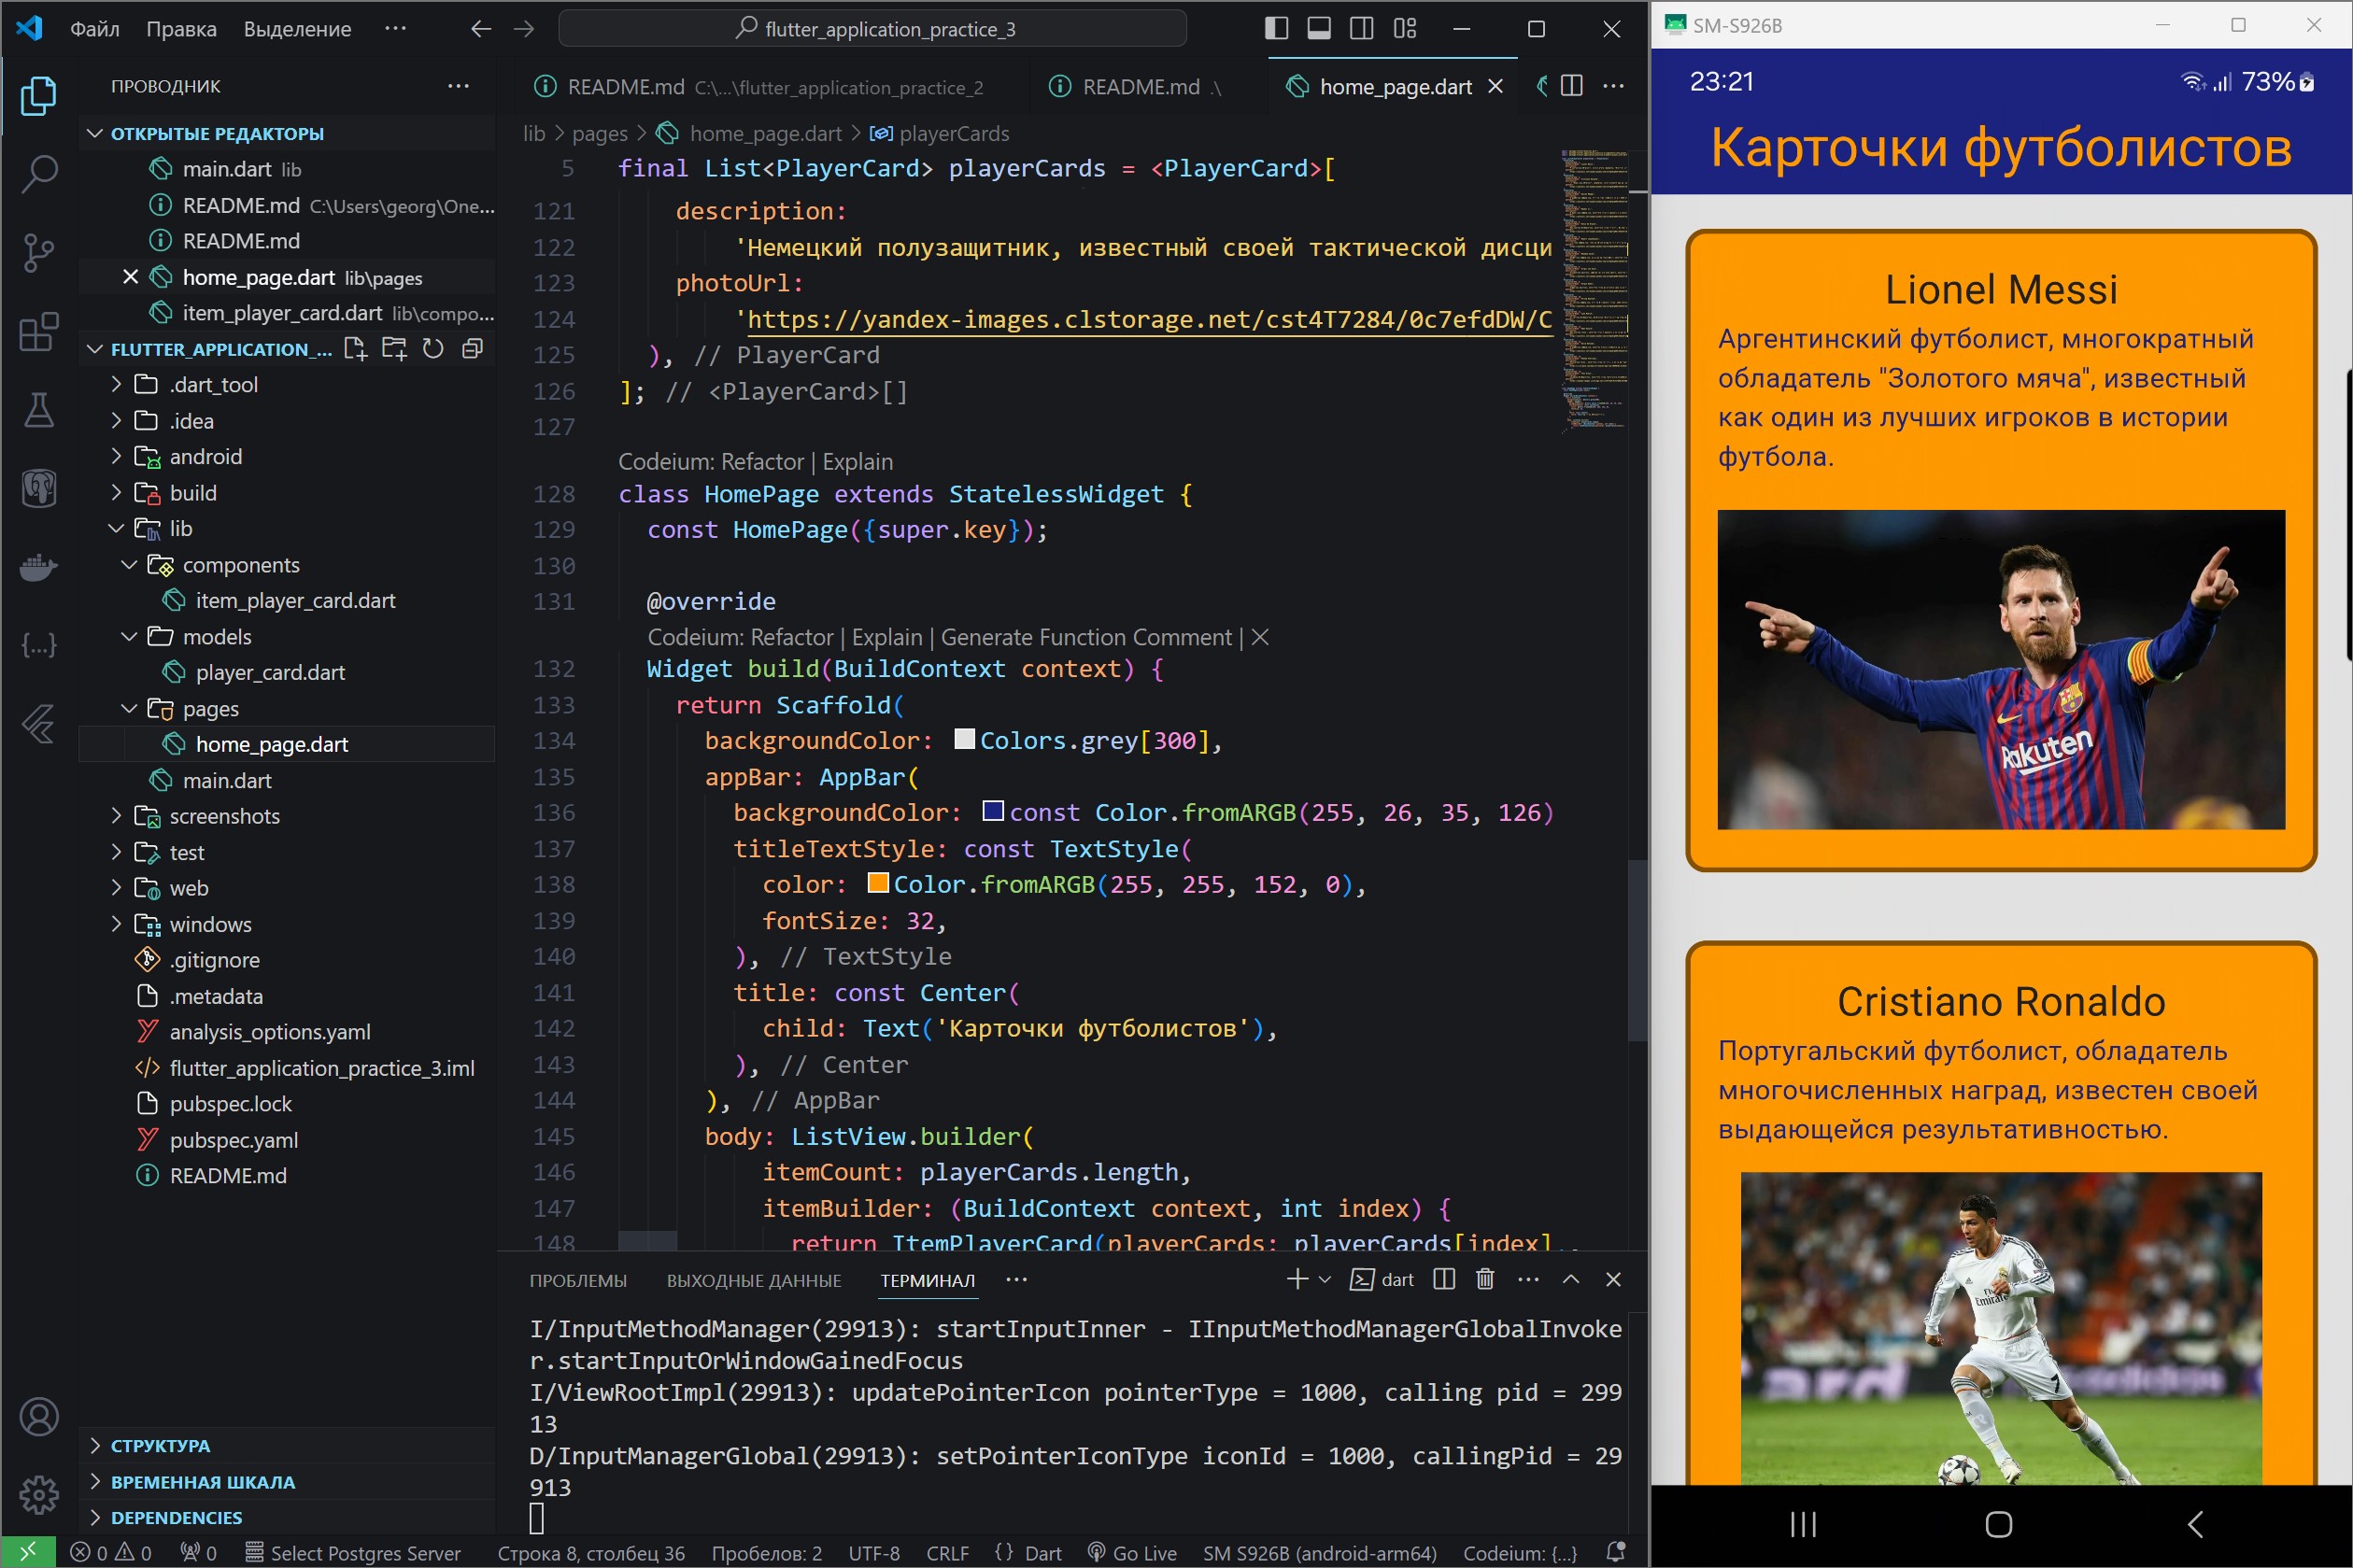 Файл Правка Выделение ···
flutter_application_practice_3
ПРОВОДНИК ···
ОТКРЫТЫЕ РЕДАКТОРЫ
main.dart lib
README.md C:\Users\georg\One...
README.md
home_page.dart lib\pages
item_player_card.dart lib\compo...
FLUTTER_APPLICATION_...
.dart_tool
.idea
android
build
lib
components
item_player_card.dart
models
player_card.dart
pages
home_page.dart
main.dart
screenshots
test
web
windows
.gitignore
.metadata
analysis_options.yaml
flutter_application_practice_3.iml
pubspec.lock
pubspec.yaml
README.md
СТРУКТУРА
ВРЕМЕННАЯ ШКАЛА
DEPENDENCIES
README.md C:\...\flutter_application_practice_2
README.md .\
home_page.dart
lib > pages > home_page.dart > playerCards
5 final List<PlayerCard> playerCards = <PlayerCard>[
121 description:
122 'Немецкий полузащитник, известный своей тактической дисци
123 photoUrl:
124 'https://yandex-images.clstorage.net/cst4T7284/0c7efdDW/C
125 ), // PlayerCard
126 ]; // <PlayerCard>[]
127
Codeium: Refactor | Explain
128 class HomePage extends StatelessWidget {
129 const HomePage({super.key});
130
131 @override
Codeium: Refactor | Explain | Generate Function Comment | ×
132 Widget build(BuildContext context) {
133 return Scaffold(
134 backgroundColor: Colors.grey[300],
135 appBar: AppBar(
136 backgroundColor: const Color.fromARGB(255, 26, 35, 126)
137 titleTextStyle: const TextStyle(
138 color: Color.fromARGB(255, 255, 152, 0),
139 fontSize: 32,
140 ), // TextStyle
141 title: const Center(
142 child: Text('Карточки футболистов'),
143 ), // Center
144 ), // AppBar
145 body: ListView.builder(
146 itemCount: playerCards.length,
147 itemBuilder: (BuildContext context, int index) {
148 return ItemPlayerCard(playerCards: playerCards[index]
ПРОБЛЕМЫ ВЫХОДНЫЕ ДАННЫЕ ТЕРМИНАЛ ··· dart ···
I/InputMethodManager(29913): startInputInner - IInputMethodManagerGlobalInvoke
r.startInputOrWindowGainedFocus
I/ViewRootImpl(29913): updatePointerIcon pointerType = 1000, calling pid = 299
13
D/InputManagerGlobal(29913): setPointerIconType iconId = 1000, callingPid = 29
913
0 0 0 Select Postgres Server Строка 8, столбец 36 Пробелов: 2 UTF-8 CRLF {} Dart Go Live SM S926B (android-arm64) Codeium: {...}
SM-S926B
23:21 73%
Карточки футболистов
Lionel Messi
Аргентинский футболист, многократный
обладатель "Золотого мяча", известный
как один из лучших игроков в истории
футбола.
Rakuten
Cristiano Ronaldo
Португальский футболист, обладатель
многочисленных наград, известен своей
выдающейся результативностью.
Fly
Emirates
7